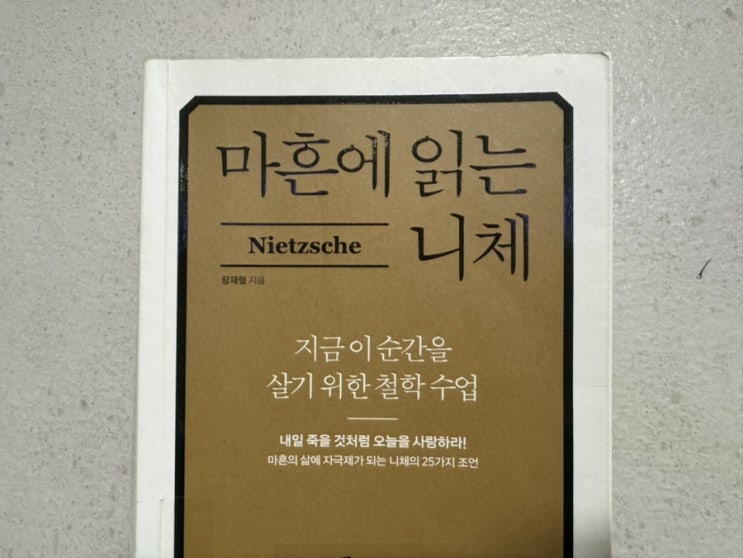 마흔에 읽는
Nietzsche 니체
장재형 지음
지금 이 순간을
살기 위한 철학 수업
내일 죽을 것처럼 오늘을 사랑하라!
마흔의 삶에 자극제가 되는 니체의 25가지 조언